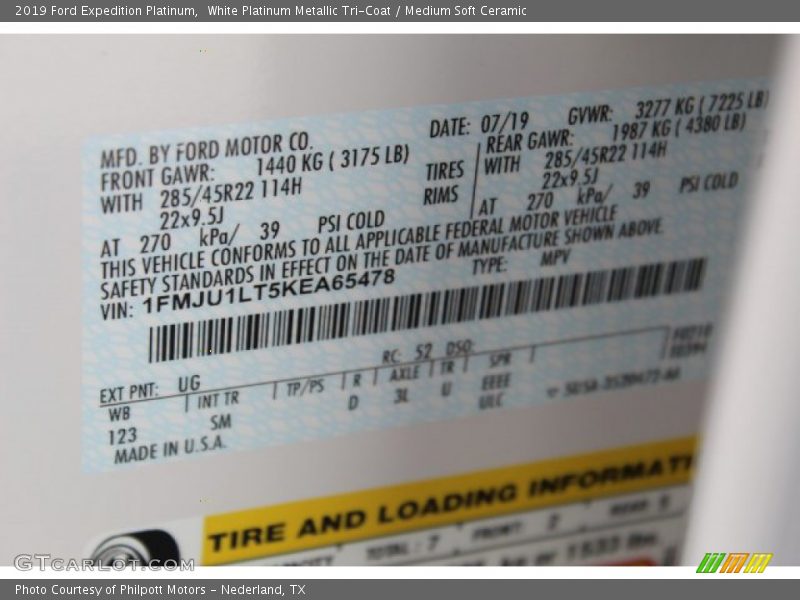 2019 Ford Expedition Platinum,  White Platinum Metallic Tri-Coat / Medium Soft Ceramic
MFD. BY FORD MOTOR CO. DATE: 07/19 GVWR: 3277 KG ( 7225 LB)
FRONT GAWR: 1440 KG ( 3175 LB) REAR GAWR: 1987 KG ( 4380 LB)
WITH 285/45R22 114H TIRES WITH 285/45R22 114H
22x9.5J RIMS 22x9.5J
AT 270 kPa/ 39 PSI COLD AT 270 kPa/ 39 PSI COLD
THIS VEHICLE CONFORMS TO ALL APPLICABLE FEDERAL MOTOR VEHICLE
SAFETY STANDARDS IN EFFECT ON THE DATE OF MANUFACTURE SHOWN ABOVE.
VIN: 1FMJU1LT5KEA65478 TYPE: MPV
EXT PNT: UG RC: 52 DSO:
WB INT TR TP/PS R AXLE TR SPR
123 SM D 3L U EEEE
ULC
MADE IN U.S.A.
TIRE AND LOADING INFORMATI
TOTAL: 7 FRONT: 2 REAR 5
GTCARLOT.COM
Photo Courtesy of Philpott Motors - Nederland, TX